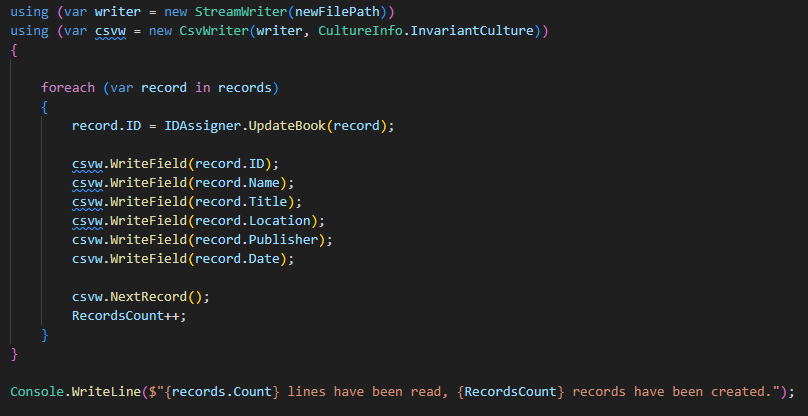 using (var writer = new StreamWriter(newFilePath))
using (var csvw = new CsvWriter(writer, CultureInfo.InvariantCulture))
{
foreach (var record in records)
{
record.ID = IDAssigner.UpdateBook(record);
csvw.WriteField(record.ID);
csvw.WriteField(record.Name);
csvw.WriteField(record.Title);
csvw.WriteField(record.Location);
csvw.WriteField(record.Publisher);
csvw.WriteField(record.Date);
csvw.NextRecord();
RecordsCount++;
}
}
Console.WriteLine($"{records.Count} lines have been read, {RecordsCount} records have been created.");